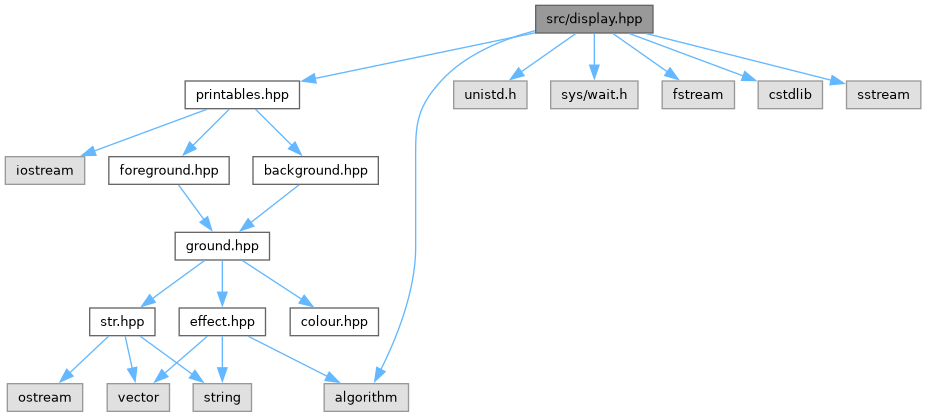 src/display.hpp
printables.hpp
unistd.h
sys/wait.h
fstream
cstdlib
sstream
iostream
foreground.hpp
background.hpp
ground.hpp
str.hpp
effect.hpp
colour.hpp
ostream
vector
string
algorithm